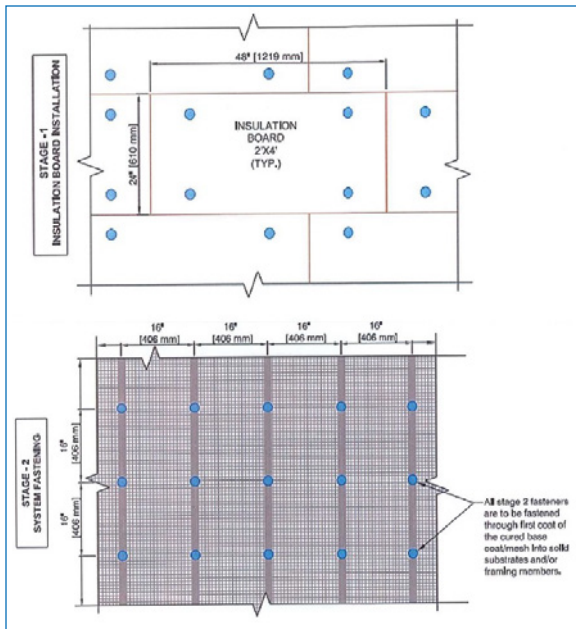 STAGE -1
INSULATION BOARD INSTALLATION
48" [1219 mm]
24" [610 mm]
INSULATION
BOARD
2'X4'
(TYP.)
STAGE - 2
SYSTEM FASTENING
16" 16" 16" 16"
[406 mm] [406 mm] [406 mm] [406 mm]
16"
[406 mm]
16"
[406 mm]
All stage 2 fasteners
are to be fastened
through first coat of
the cured base
coat/mesh into solid
substrates and/or
framing members.